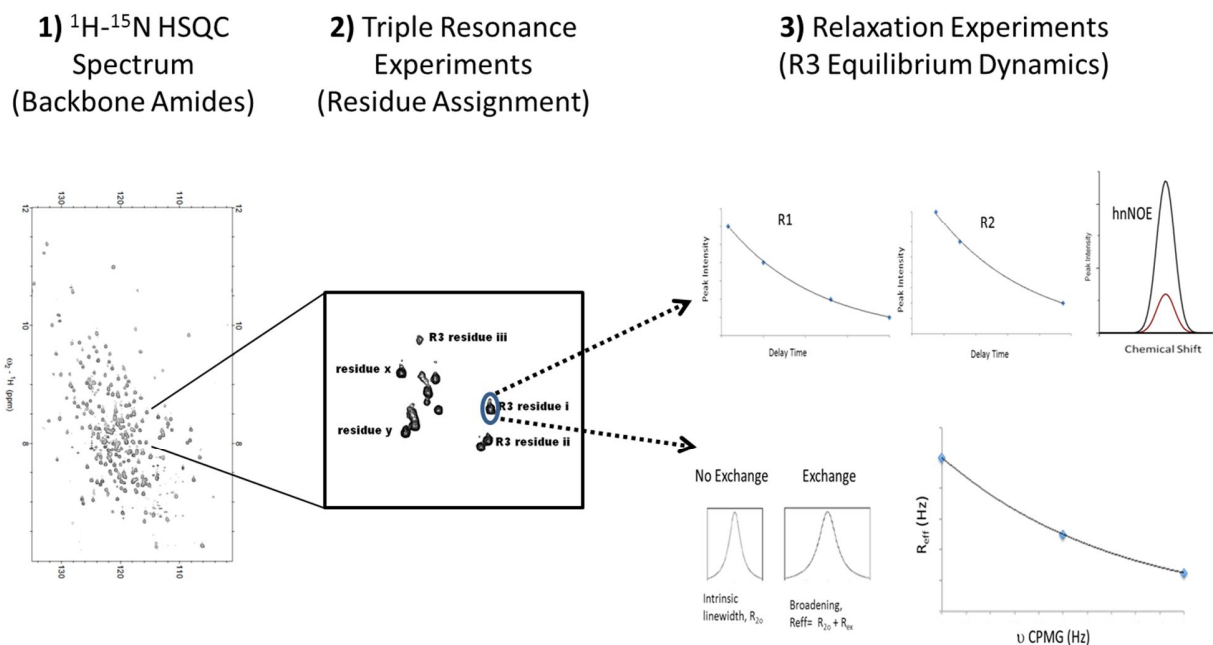 1) ¹H-¹⁵N HSQC
Spectrum
(Backbone Amides)
2) Triple Resonance
Experiments
(Residue Assignment)
3) Relaxation Experiments
(R3 Equilibrium Dynamics)
130
120
110
12
12
10
10
8
8
ω₂ - ¹H (ppm)
130
120
110
R3 residue iii
residue x
R3 residue i
residue y
R3 residue ii
R1
Peak Intensity
Delay Time
R2
Peak Intensity
Delay Time
hnNOE
Peak Intensity
Chemical Shift
No Exchange
Exchange
Intrinsic
linewidth, R₂ₒ
Broadening,
Reff= R₂ₒ + Rₑₓ
R_eff (Hz)
υ CPMG (Hz)